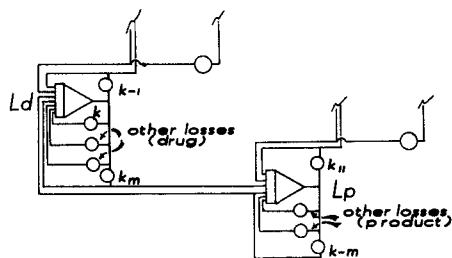 Ld
k-1
k
other losses
(drug)
km
k11
Lp
other losses
(product)
k-m